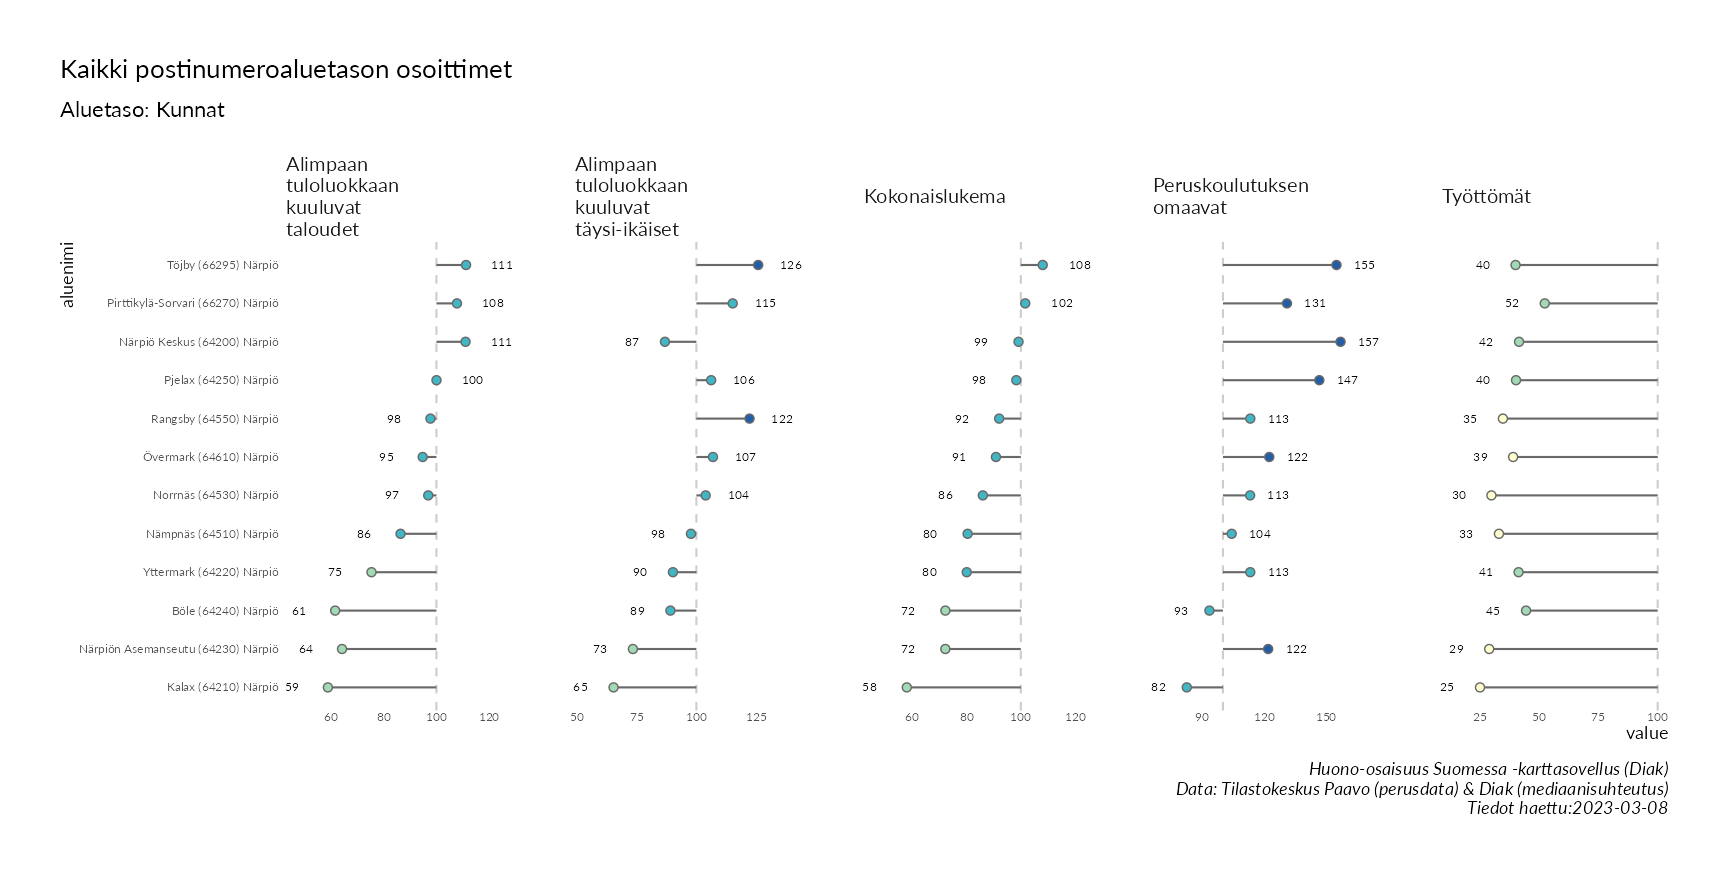 Kaikki postinumeroaluetason osoittimet
Aluetaso: Kunnat
Alimpaan
tuloluokkaan
kuuluvat
taloudet
Alimpaan
tuloluokkaan
kuuluvat
täysi-ikäiset
Kokonaislukema
Peruskoulutuksen
omaavat
Työttömät
aluenimi
Töjby (66295) Närpiö 111 126 108 155 40
Pirttikylä-Sorvari (66270) Närpiö 108 115 102 131 52
Närpiö Keskus (64200) Närpiö 111 87 99 157 42
Pjelax (64250) Närpiö 100 106 98 147 40
Rangsby (64550) Närpiö 98 122 92 113 35
Övermark (64610) Närpiö 95 107 91 122 39
Norrnäs (64530) Närpiö 97 104 86 113 30
Nämpnäs (64510) Närpiö 86 98 80 104 33
Yttermark (64220) Närpiö 75 90 80 113 41
Böle (64240) Närpiö 61 89 72 93 45
Närpiön Asemanseutu (64230) Närpiö 64 73 72 122 29
Kalax (64210) Närpiö 59 65 58 82 25
60 80 100 120 50 75 100 125 60 80 100 120 90 120 150 25 50 75 100
value
Huono-osaisuus Suomessa -karttasovellus (Diak)
Data: Tilastokeskus Paavo (perusdata) & Diak (mediaanisuhteutus)
Tiedot haettu:2023-03-08